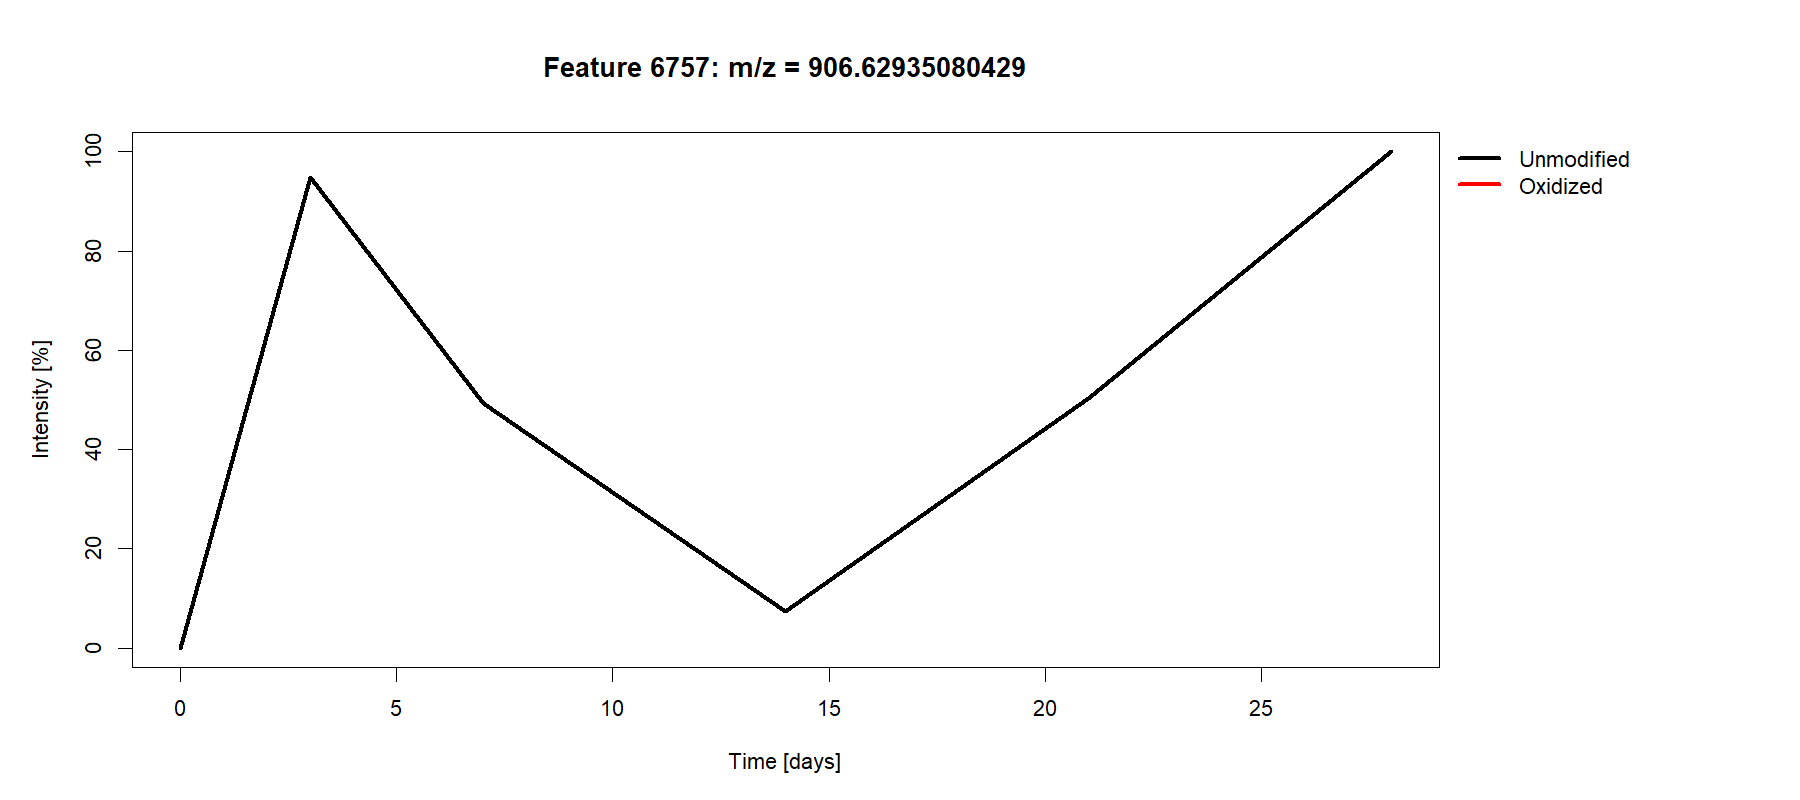 Feature 6757: m/z = 906.62935080429
Unmodified
Oxidized
Intensity [%]
100
80
60
40
20
0
0 5 10 15 20 25
Time [days]